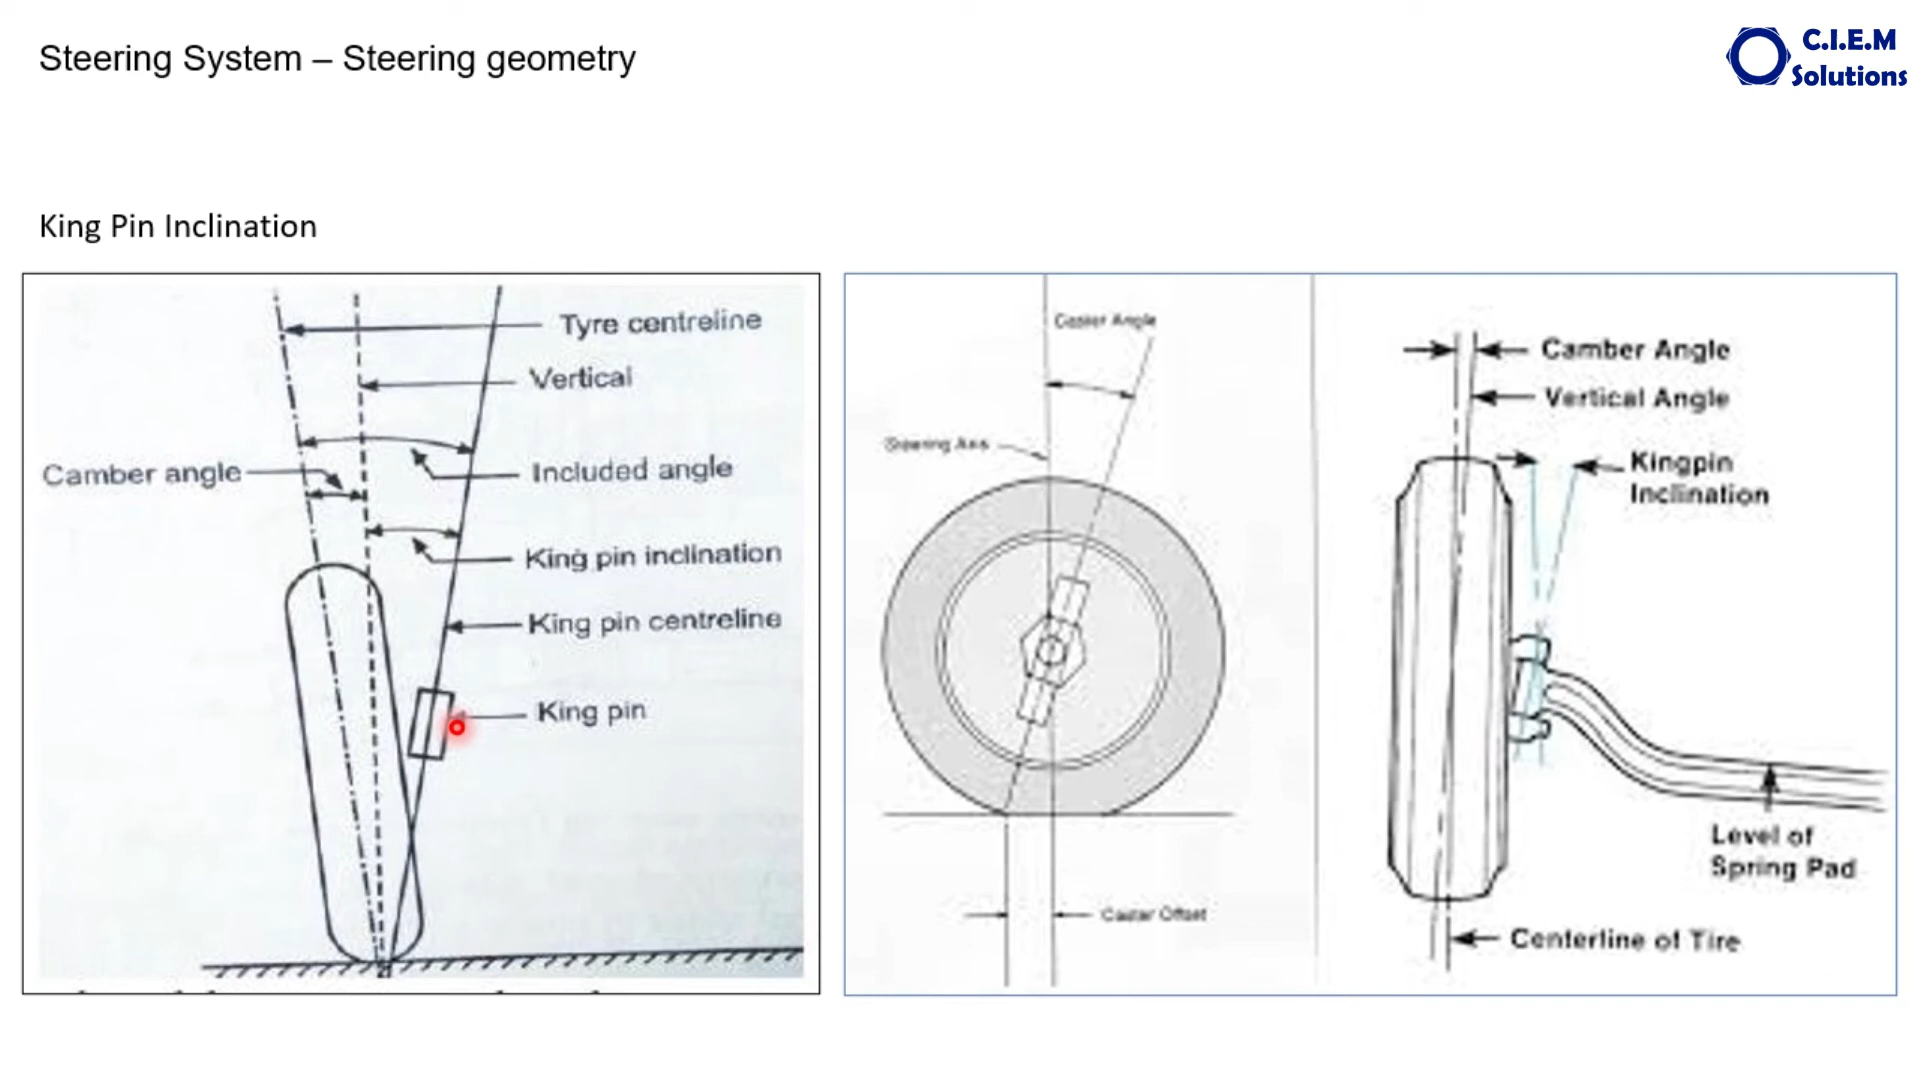 Steering System – Steering geometry
C.I.E.M
Solutions
King Pin Inclination
Tyre centreline
Vertical
Camber angle
Included angle
King pin inclination
King pin centreline
King pin
Caster Angle
Steering Axis
Caster Offset
Camber Angle
Vertical Angle
Kingpin
Inclination
Level of
Spring Pad
Centerline of Tire